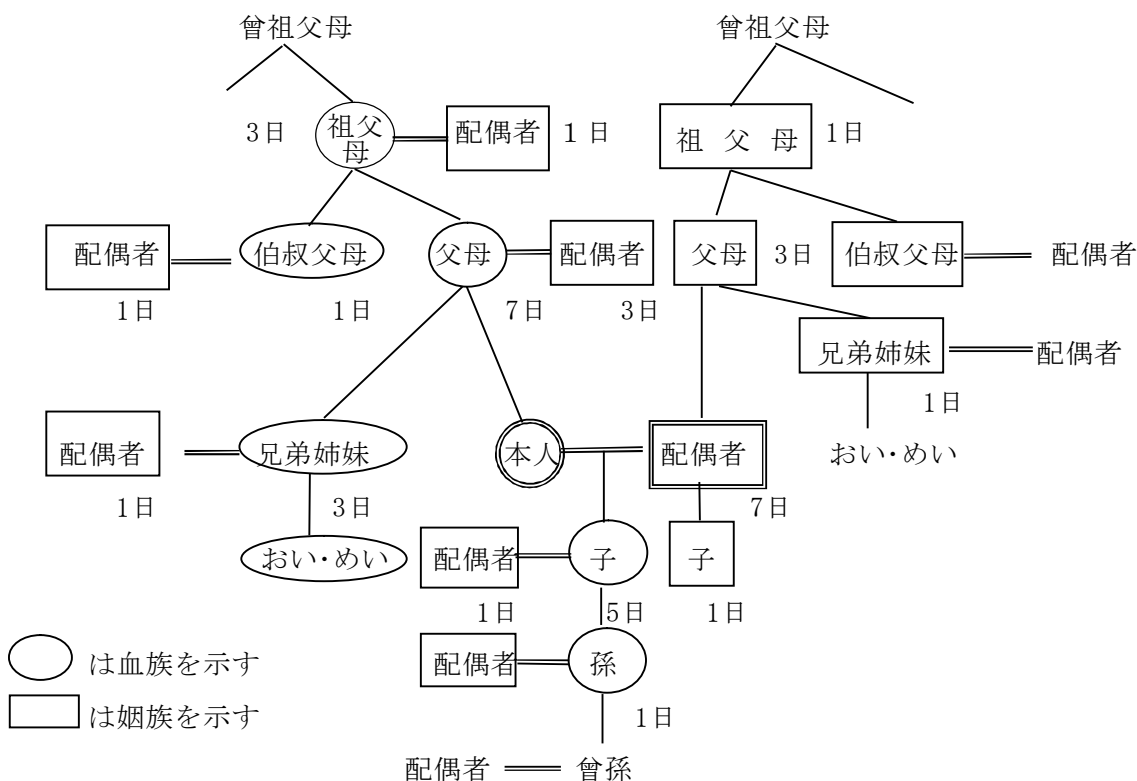 曾祖父母
曾祖父母
3日
祖父母
配偶者
1日
祖父母
1日
配偶者
伯叔父母
父母
配偶者
父母
3日
伯叔父母
配偶者
1日
1日
7日
3日
兄弟姉妹
配偶者
1日
配偶者
兄弟姉妹
本人
配偶者
おい・めい
1日
3日
7日
おい・めい
配偶者
子
子
1日
5日
1日
は血族を示す
配偶者
孫
は姻族を示す
1日
配偶者
曾孫